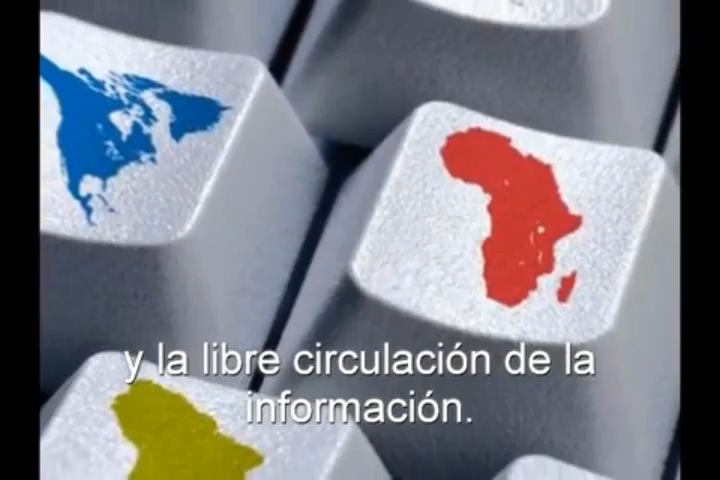 y la libre circulación de la
información.